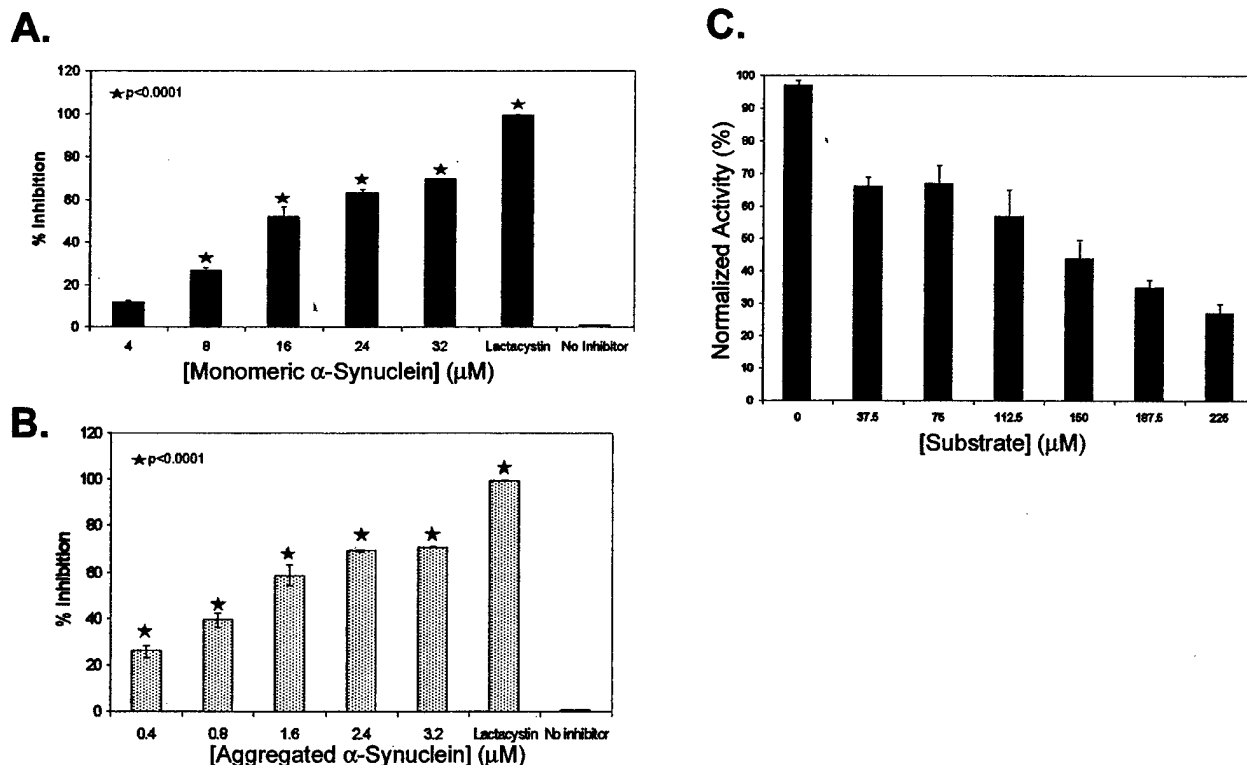 A.
★ p<0.0001
120
100
80
60
40
20
0
% Inhibition
4 8 16 24 32 Lactacystin No Inhibitor
[Monomeric α-Synuclein] (μM)
B.
★ p<0.0001
120
100
80
60
40
20
0
% Inhibition
0.4 0.8 1.6 2.4 3.2 Lactacystin No inhibitor
[Aggregated α-Synuclein] (μM)
C.
100
90
80
70
60
50
40
30
20
10
0
Normalized Activity (%)
0 37.5 75 112.5 150 187.5 225
[Substrate] (μM)